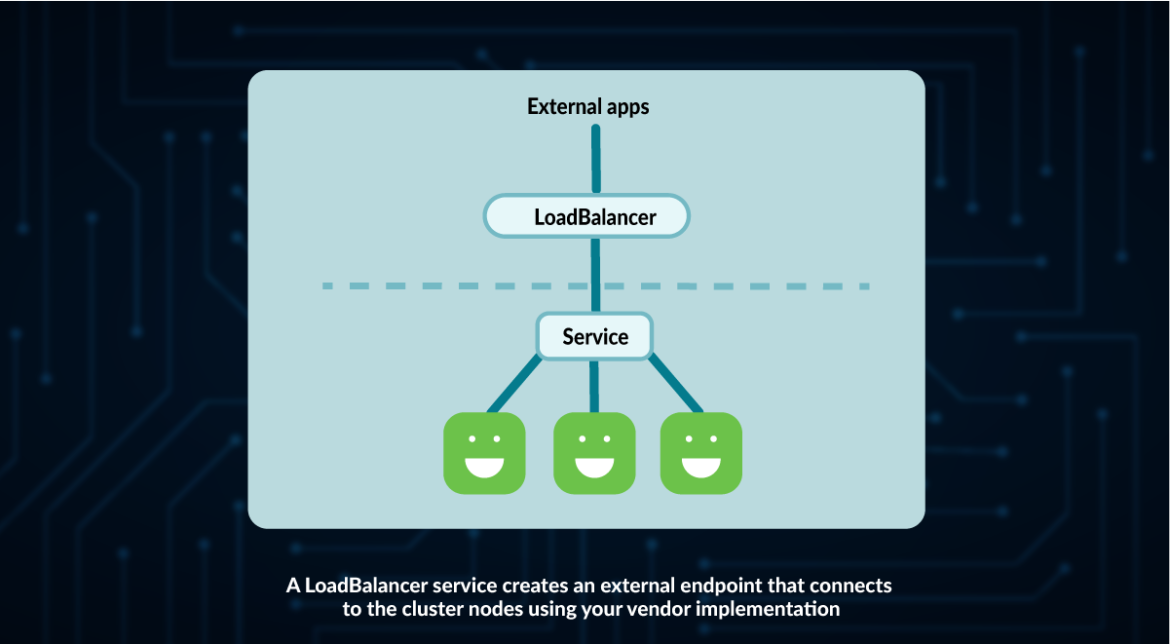 External apps
LoadBalancer
Service
A LoadBalancer service creates an external endpoint that connects
to the cluster nodes using your vendor implementation